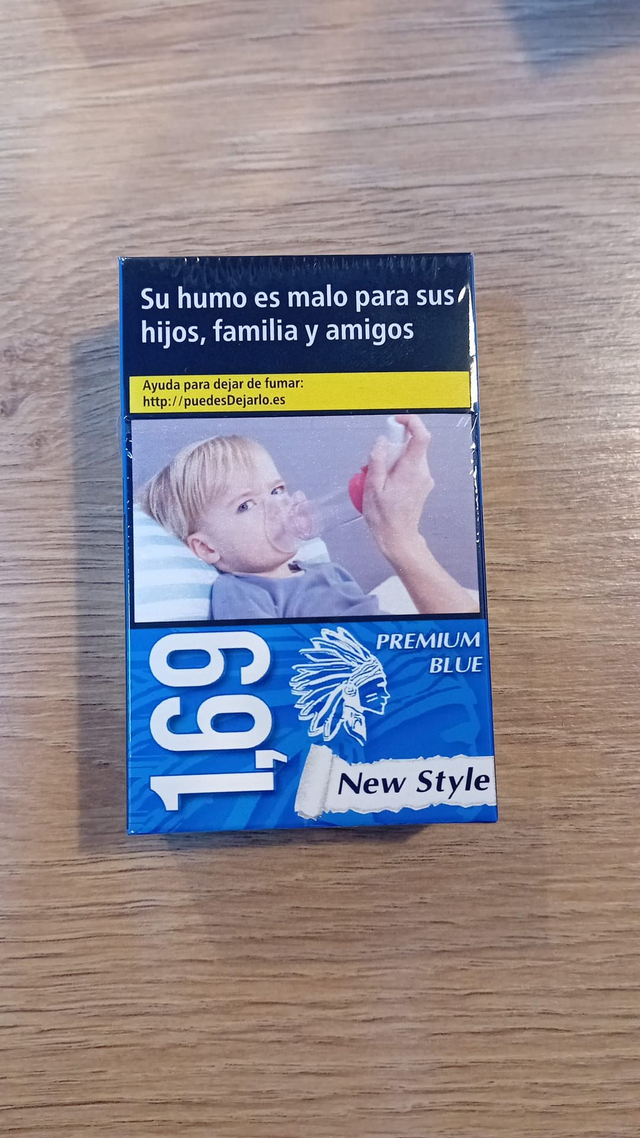 Su humo es malo para sus
hijos, familia y amigos
Ayuda para dejar de fumar:
http://puedesDejarlo.es
1,69
PREMIUM
BLUE
New Style